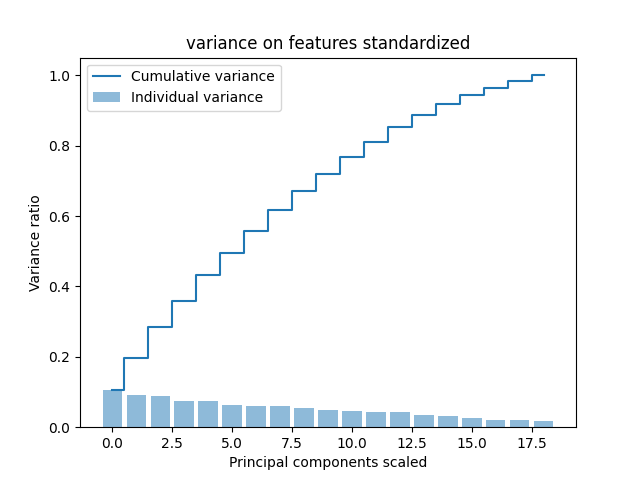 variance on features standardized
Cumulative variance
Individual variance
Variance ratio
1.0
0.8
0.6
0.4
0.2
0.0
0.0 2.5 5.0 7.5 10.0 12.5 15.0 17.5
Principal components scaled